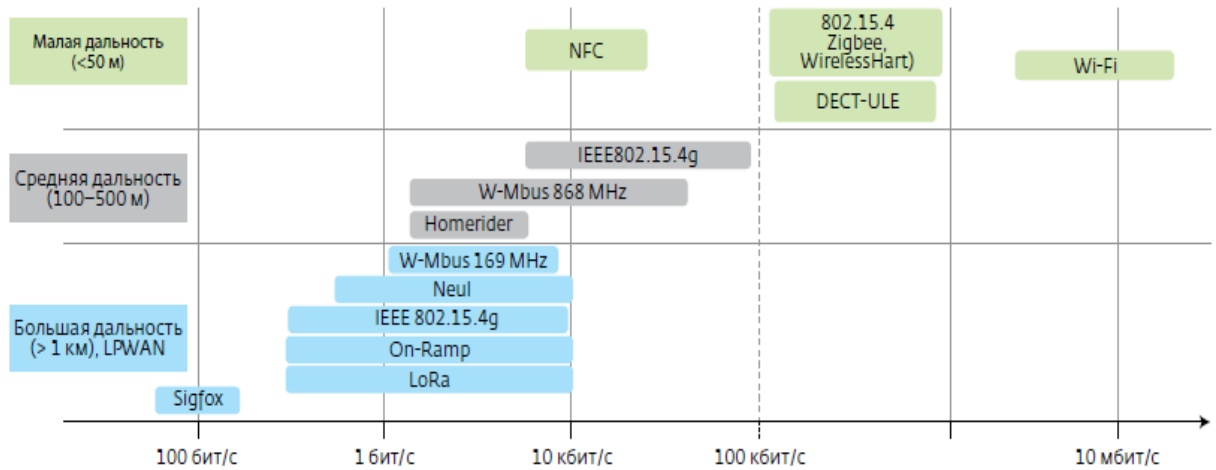 Малая дальность
(<50 м)
NFC
802.15.4
Zigbee,
WirelessHart)
Wi-Fi
DECT-ULE
Средняя дальность
(100–500 м)
IEEE802.15.4g
W-Mbus 868 MHz
Homerider
Большая дальность
(> 1 км), LPWAN
W-Mbus 169 MHz
Neul
IEEE 802.15.4g
On-Ramp
LoRa
Sigfox
100 бит/с
1 бит/с
10 кбит/с
100 кбит/с
10 мбит/с